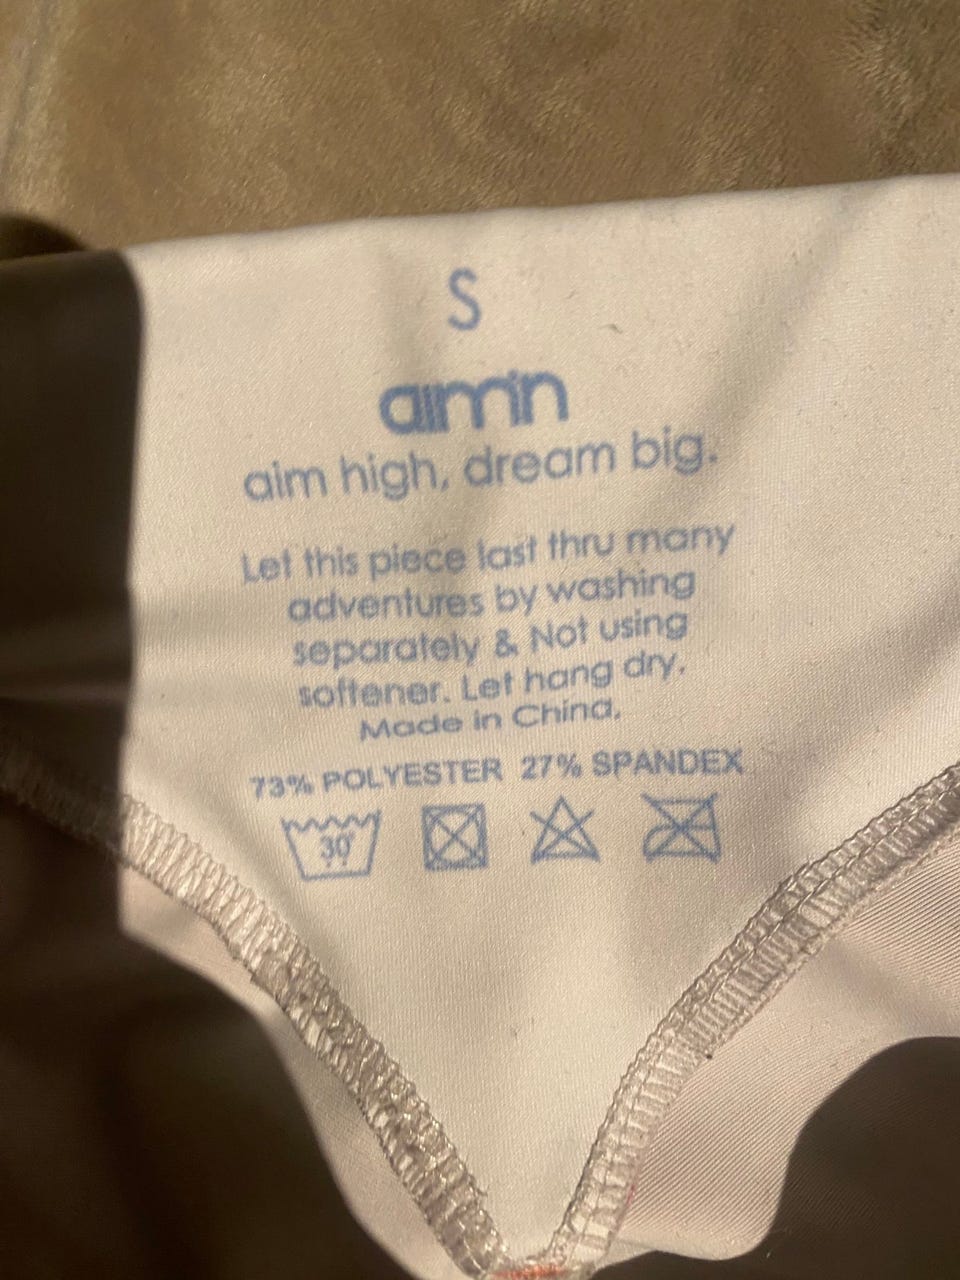 S
aim'n
aim high, dream big.
Let this piece last thru many
adventures by washing
separately & Not using
softener. Let hang dry.
Made in China.
73% POLYESTER 27% SPANDEX
30°